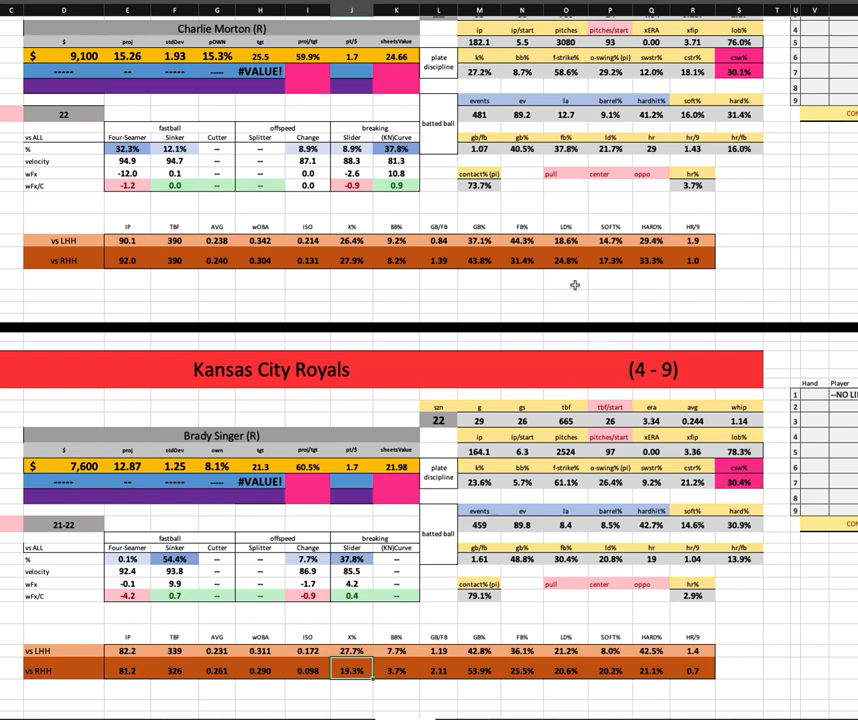 C D E F G H I J K L M N O P Q R S T U V
ip ip/start pitches pitches/start xERA xfip lob%
Charlie Morton (R) 182.1 5.5 3080 93 0.00 3.71 76.0% 4
$ proj stdDev pOWN tgt proj/tgt pt/$ sheetsValue 5
$ 9,100 15.26 1.93 15.3% 25.5 59.9% 1.7 24.66 plate discipline k% bb% f-strike% o-swing% (pi) swstr% cstr% csw% 6
----- -- ----- ----- #VALUE! 27.2% 8.7% 58.6% 29.2% 12.0% 18.1% 30.1% 7
8
events ev la barrel% hardhit% soft% hard% 9
22 batted ball 481 89.2 12.7 9.1% 41.2% 16.0% 31.4% CON
fastball offspeed breaking
vs ALL Four-Seamer Sinker Cutter Splitter Change Slider (KN)Curve gb/fb gb% fb% ld% hr hr/9 hr/fb
% 32.3% 12.1% -- -- 8.9% 8.9% 37.8% 1.07 40.5% 37.8% 21.7% 29 1.43 16.0%
velocity 94.9 94.7 -- -- 87.1 88.3 81.3
wFx -12.0 0.1 -- -- 0.0 -2.6 10.8 contact% (pi) pull center oppo hr%
wFx/C -1.2 0.0 -- -- 0.0 -0.9 0.9 73.7% 3.7%
IP TBF AVG wOBA ISO K% BB% GB/FB GB% FB% LD% SOFT% HARD% HR/9
vs LHH 90.1 390 0.238 0.342 0.214 26.4% 9.2% 0.84 37.1% 44.3% 18.6% 14.7% 29.4% 1.9
vs RHH 92.0 390 0.240 0.304 0.131 27.9% 8.2% 1.39 43.8% 31.4% 24.8% 17.3% 33.3% 1.0
Kansas City Royals (4 - 9)
Hand Player
1 --NO LI
szn g gs tbf tbf/start era avg whip 2
22 29 26 665 26 3.34 0.244 1.14 3
Brady Singer (R) ip ip/start pitches pitches/start xERA xfip lob% 4
$ proj stdDev own tgt proj/tgt pt/$ sheetsValue 164.1 6.3 2524 97 0.00 3.36 78.3% 5
$ 7,600 12.87 1.25 8.1% 21.3 60.5% 1.7 21.98 plate discipline k% bb% f-strike% o-swing% (pi) swstr% cstr% csw% 6
----- -- ----- ----- #VALUE! 23.6% 5.7% 61.1% 26.4% 9.2% 21.2% 30.4% 7
8
events ev la barrel% hardhit% soft% hard% 9
21-22 batted ball 459 89.8 8.4 8.5% 42.7% 14.6% 30.9% CON
fastball offspeed breaking
vs ALL Four-Seamer Sinker Cutter Splitter Change Slider (KN)Curve gb/fb gb% fb% ld% hr hr/9 hr/fb
% 0.1% 54.4% -- -- 7.7% 37.8% -- 1.61 48.8% 30.4% 20.8% 19 1.04 13.9%
velocity 92.4 93.8 -- -- 86.9 85.5 --
wFx -0.1 9.9 -- -- -1.7 4.2 -- contact% (pi) pull center oppo hr%
wFx/C -4.2 0.7 -- -- -0.9 0.4 -- 79.1% 2.9%
IP TBF AVG wOBA ISO K% BB% GB/FB GB% FB% LD% SOFT% HARD% HR/9
vs LHH 82.2 339 0.231 0.311 0.172 27.7% 7.7% 1.19 42.8% 36.1% 21.2% 8.0% 42.5% 1.4
vs RHH 81.2 326 0.261 0.290 0.098 19.3% 3.7% 2.11 53.9% 25.5% 20.6% 20.2% 21.1% 0.7